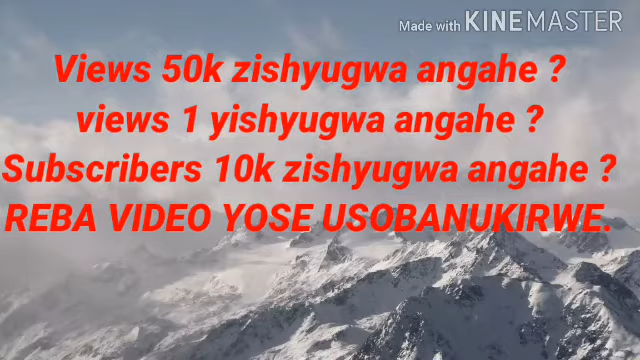 Made with KINEMASTER
Views 50k zishyugwa angahe ?
views 1 yishyugwa angahe ?
Subscribers 10k zishyugwa angahe ?
REBA VIDEO YOSE USOBANUKIRWE.